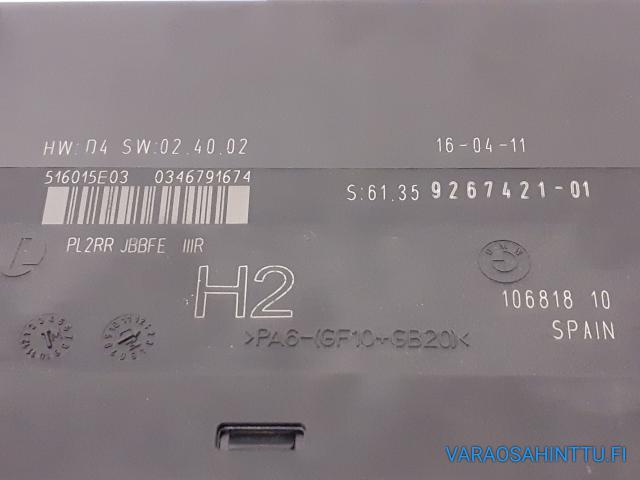 HW: 04 SW:02.40.02 16-04-11
516015E03 0346791674
S:61.35 9267421-01
PL2RR JBBFE IIIR
BMW
H2
106818 10
>PA6-(GF10+GB20)<
SPAIN
VARAOSAHINTTU.FI